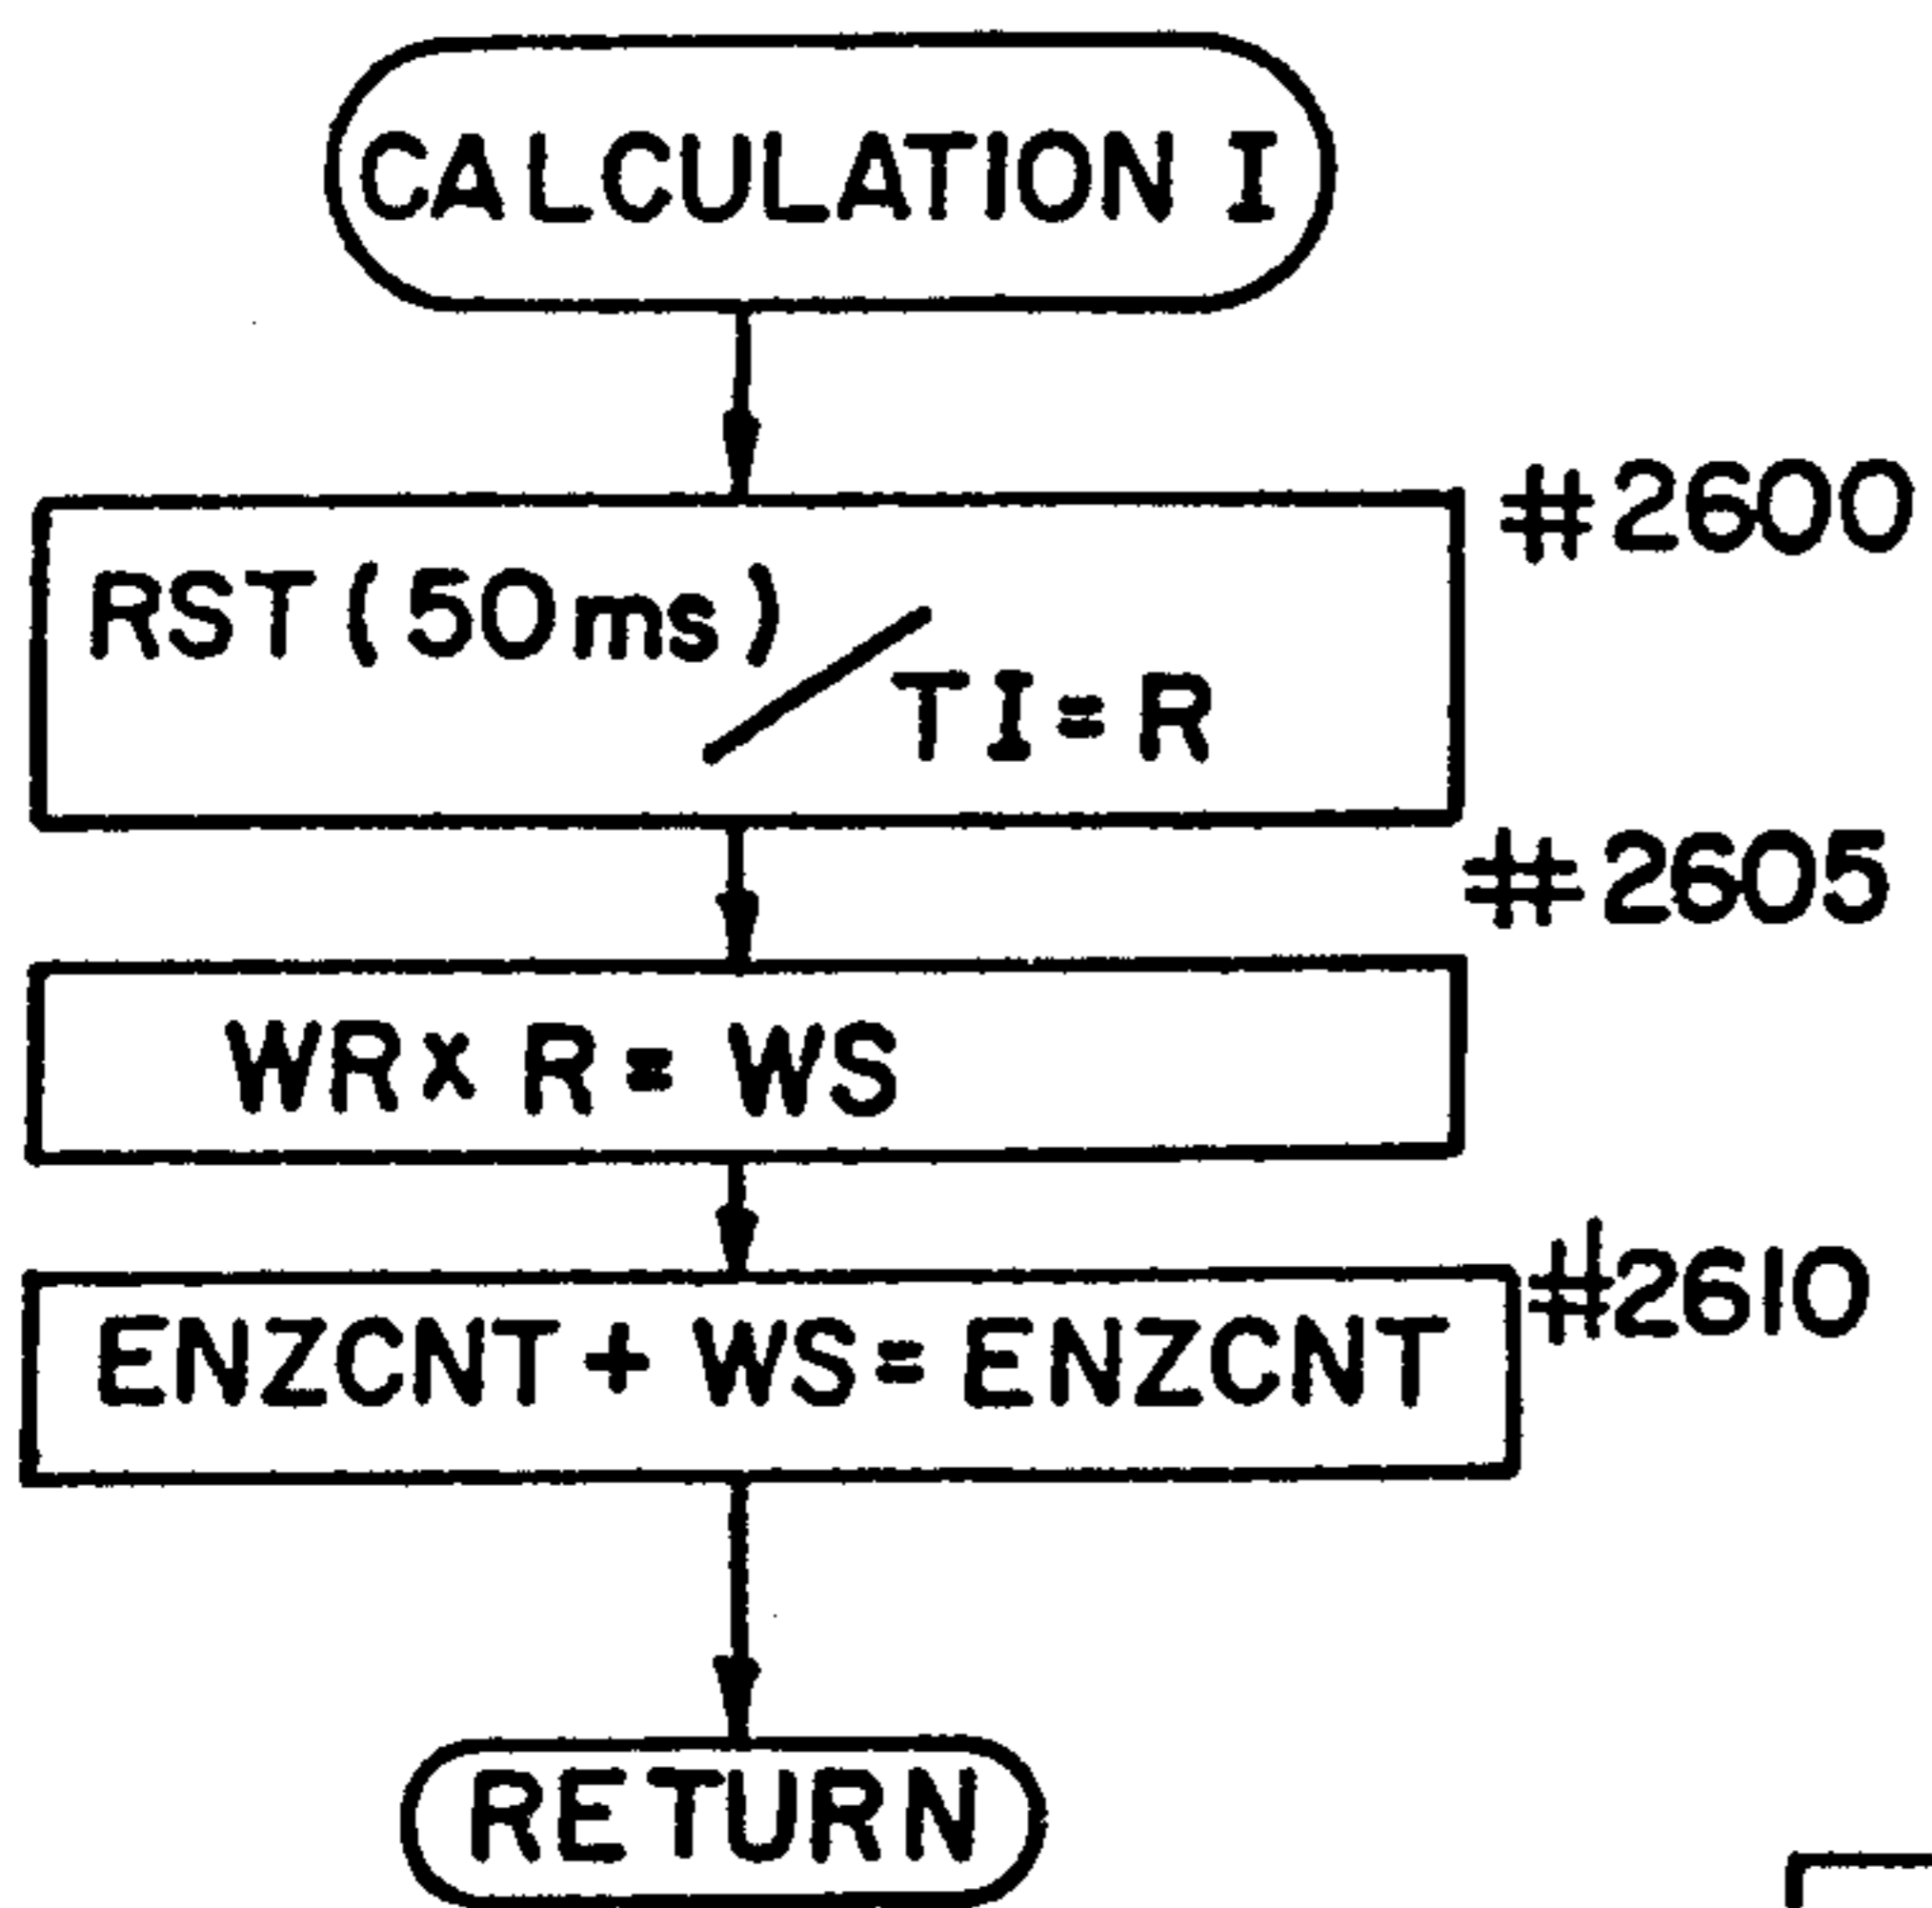 CALCULATION I
#2600
RST (50ms) / TI = R
#2605
WR x R = WS
#2610
ENZCNT + WS = ENZCNT
RETURN